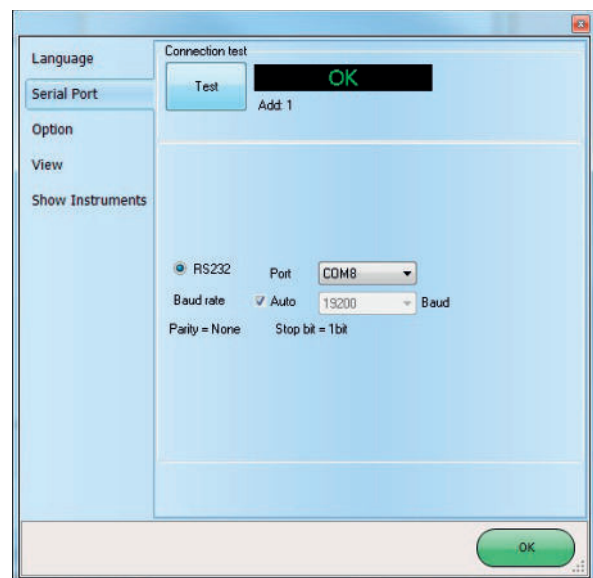 Language
Serial Port
Option
View
Show Instruments
Connection test
Test
OK
Add: 1
RS232 Port COM8
Baud rate Auto 19200 Baud
Parity = None Stop bit = 1bit
OK